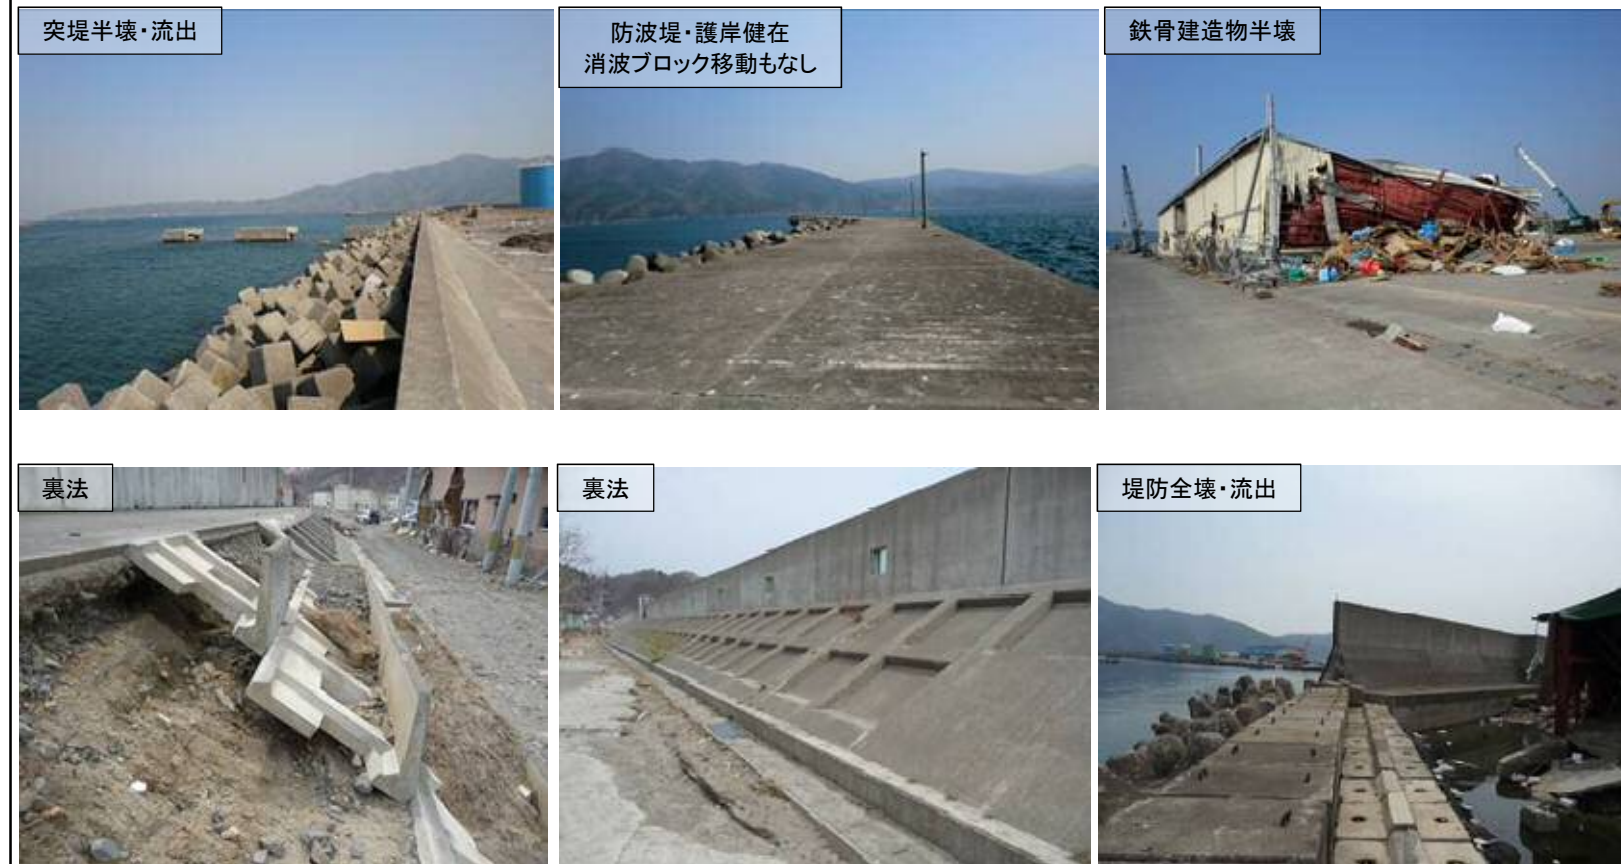 突堤半壊・流出
防波堤・護岸健在
消波ブロック移動もなし
鉄骨建造物半壊
裏法
裏法
堤防全壊・流出